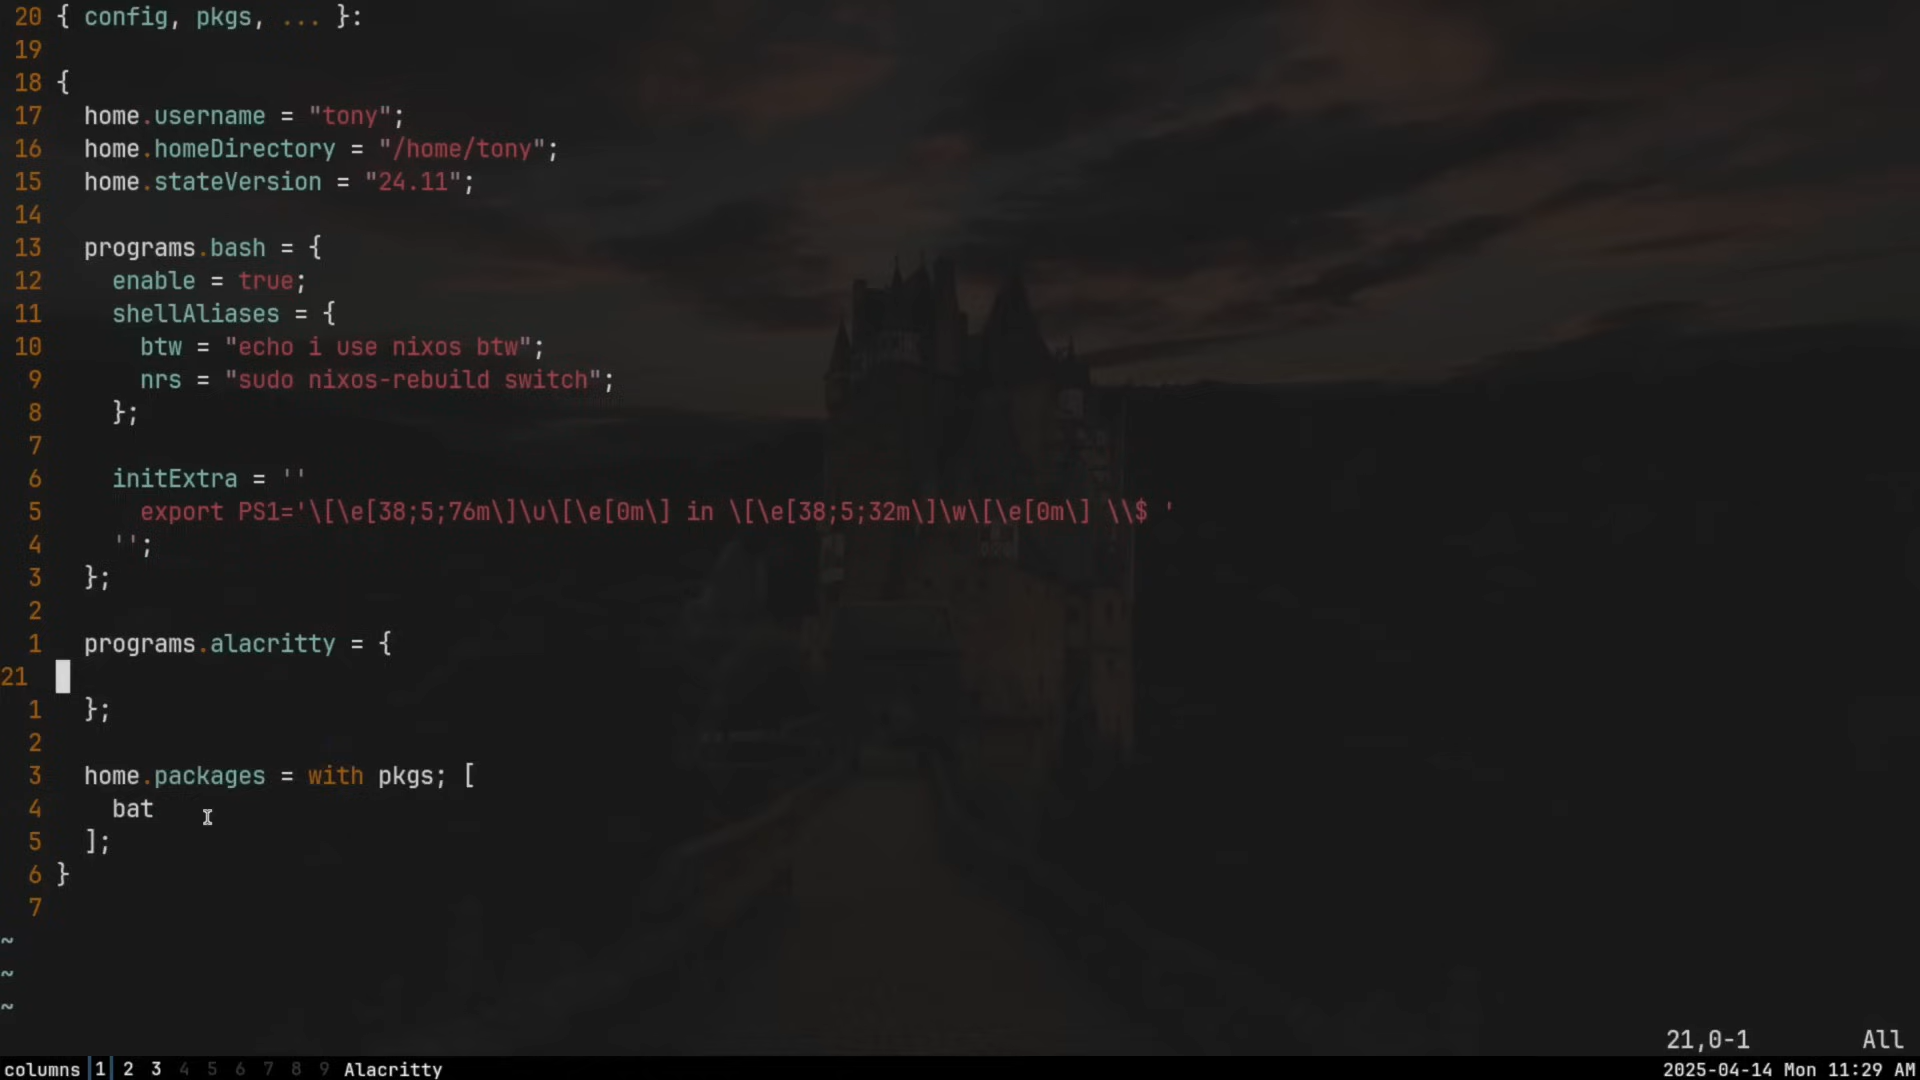 20 { config, pkgs, ... }:
19
18 {
17   home.username = "tony";
16   home.homeDirectory = "/home/tony";
15   home.stateVersion = "24.11";
14
13   programs.bash = {
12     enable = true;
11     shellAliases = {
10       btw = "echo i use nixos btw";
9       nrs = "sudo nixos-rebuild switch";
8     };
7
6     initExtra = ''
5       export PS1='\[\e[38;5;76m\]\u\[\e[0m\] in \[\e[38;5;32m\]\w\[\e[0m\] \\$ '
4     '';
3   };
2
1   programs.alacritty = {
21
1   };
2
3   home.packages = with pkgs; [
4     bat
5   ];
6 }
7
~
~
~
21,0-1 All
columns 1 2 3 4 5 6 7 8 9 Alacritty 2025-04-14 Mon 11:29 AM